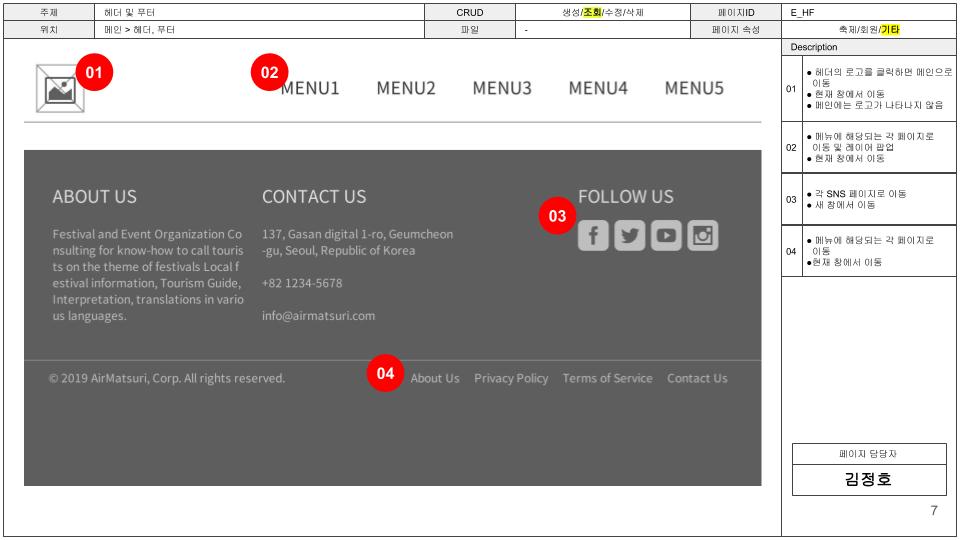 주제 헤더 및 푸터 CRUD 생성/조회/수정/삭제 페이지ID E_HF
위치 메인 > 헤더, 푸터 파일 - 페이지 속성 축제/회원/기타
Description
01
02
MENU1 MENU2 MENU3 MENU4 MENU5
01
● 헤더의 로고를 클릭하면 메인으로
이동
● 현재 창에서 이동
● 메인에는 로고가 나타나지 않음
02
● 메뉴에 해당되는 각 페이지로
이동 및 레이어 팝업
● 현재 창에서 이동
03
● 각 SNS 페이지로 이동
● 새 창에서 이동
04
● 메뉴에 해당되는 각 페이지로
이동
●현재 창에서 이동
ABOUT US
Festival and Event Organization Co
nsulting for know-how to call touris
ts on the theme of festivals Local f
estival information, Tourism Guide,
Interpretation, translations in vario
us languages.
CONTACT US
137, Gasan digital 1-ro, Geumcheon
-gu, Seoul, Republic of Korea
+82 1234-5678
info@airmatsuri.com
FOLLOW US
03
© 2019 AirMatsuri, Corp. All rights reserved.
04
About Us Privacy Policy Terms of Service Contact Us
페이지 담당자
김정호
7